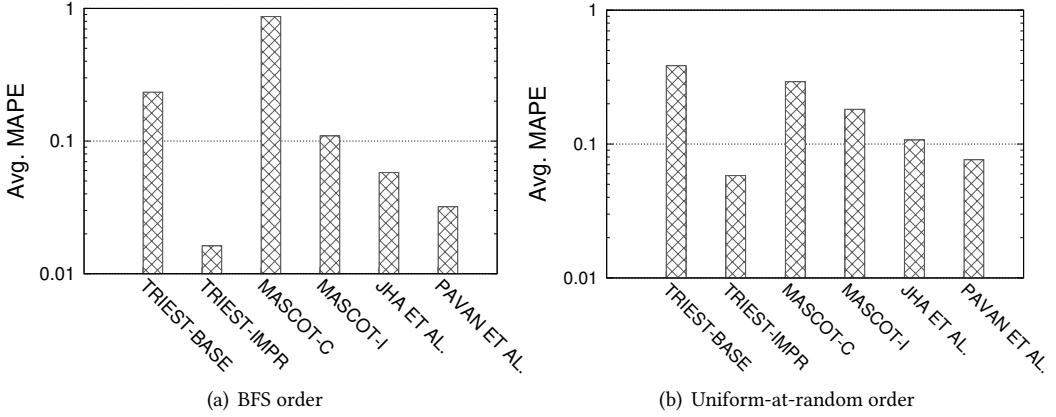 1
0.1
0.01
Avg. MAPE
TRIEST-BASE
TRIEST-IMPR
MASCOT-C
MASCOT-I
JHA ET AL.
PAVAN ET AL.
(a) BFS order
1
0.1
0.01
Avg. MAPE
TRIEST-BASE
TRIEST-IMPR
MASCOT-C
MASCOT-I
JHA ET AL.
PAVAN ET AL.
(b) Uniform-at-random order